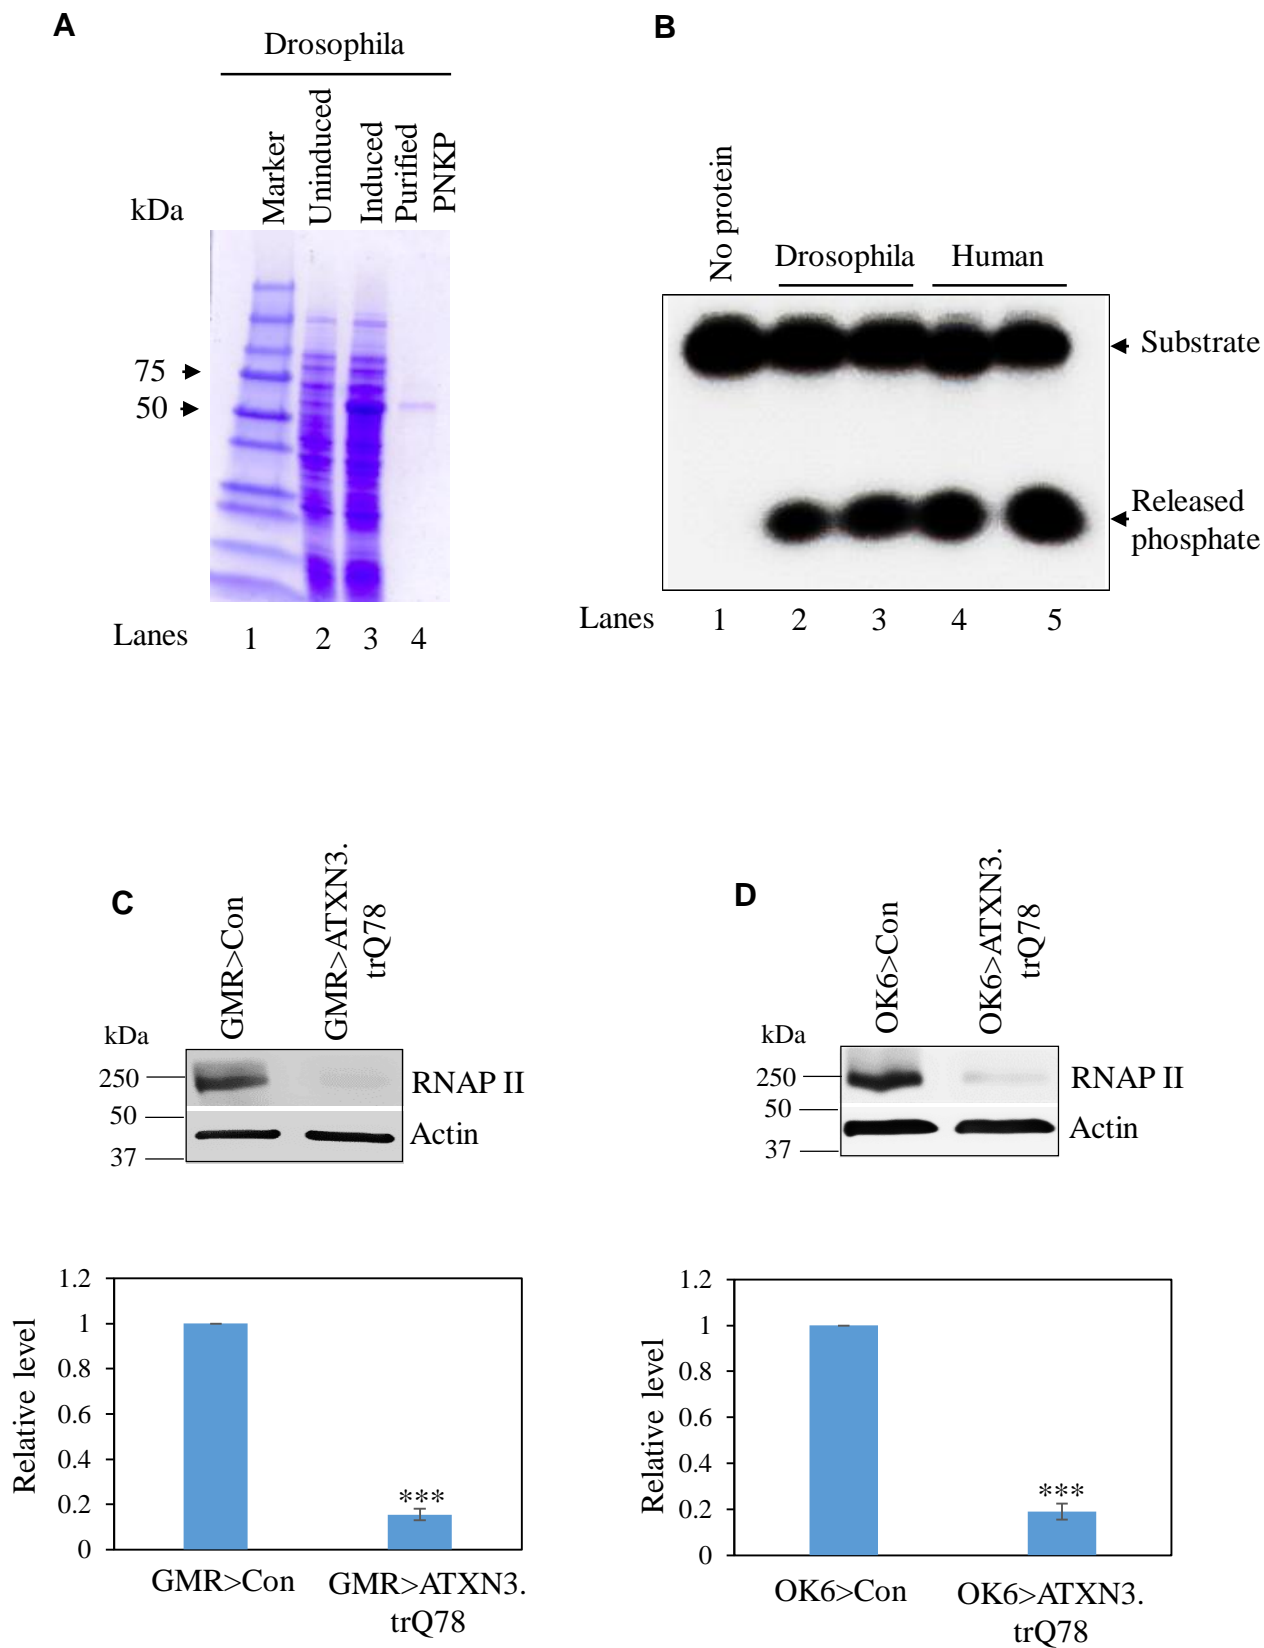 A
Drosophila
Marker
Uninduced
Induced
Purified
PNKP
kDa
75
50
Lanes 1 2 3 4
B
No protein
Drosophila Human
Substrate
Released
phosphate
Lanes 1 2 3 4 5
C
GMR>Con
GMR>ATXN3.
trQ78
kDa
250
RNAP II
50
Actin
37
1.2
1
0.8
0.6
0.4
0.2
0
Relative level
***
GMR>Con
GMR>ATXN3.
trQ78
D
OK6>Con
OK6>ATXN3.
trQ78
kDa
250
RNAP II
50
Actin
37
1.2
1
0.8
0.6
0.4
0.2
0
Relative level
***
OK6>Con
OK6>ATXN3.
trQ78